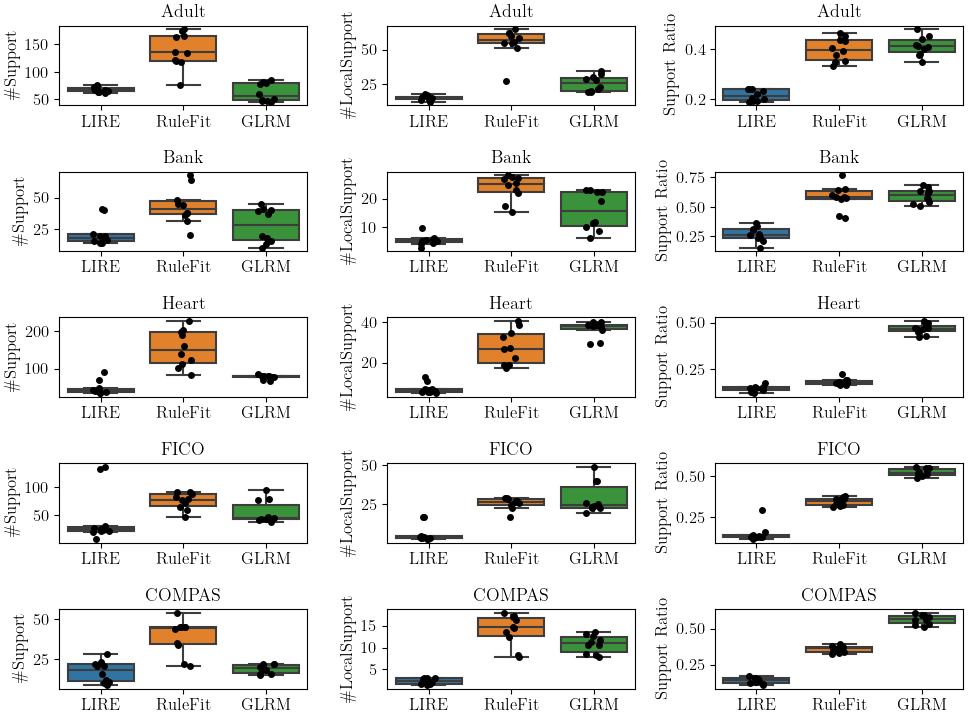 Adult Adult Adult
#Support 150 100 50 #LocalSupport 50 25 Support Ratio 0.4 0.2
LIRE RuleFit GLRM LIRE RuleFit GLRM LIRE RuleFit GLRM
Bank Bank Bank
#Support 50 25 #LocalSupport 20 10 Support Ratio 0.75 0.50 0.25
LIRE RuleFit GLRM LIRE RuleFit GLRM LIRE RuleFit GLRM
Heart Heart Heart
#Support 200 100 #LocalSupport 40 20 Support Ratio 0.50 0.25
LIRE RuleFit GLRM LIRE RuleFit GLRM LIRE RuleFit GLRM
FICO FICO FICO
#Support 100 50 #LocalSupport 50 25 Support Ratio 0.50 0.25
LIRE RuleFit GLRM LIRE RuleFit GLRM LIRE RuleFit GLRM
COMPAS COMPAS COMPAS
#Support 50 25 #LocalSupport 15 10 5 Support Ratio 0.50 0.25
LIRE RuleFit GLRM LIRE RuleFit GLRM LIRE RuleFit GLRM